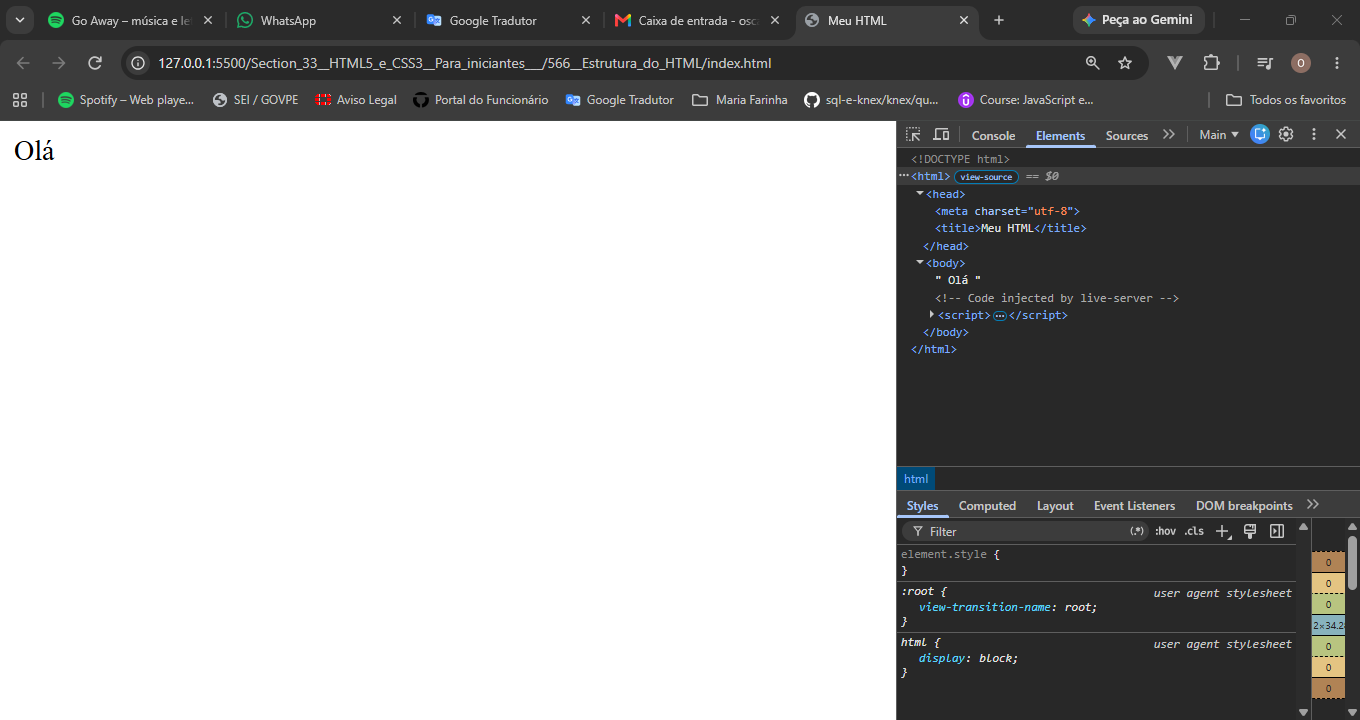 Go Away – música e le
WhatsApp
Google Tradutor
Caixa de entrada - osca
Meu HTML
Peça ao Gemini
127.0.0.1:5500/Section_33__HTML5_e_CSS3__Para_iniciantes___/566__Estrutura_do_HTML/index.html
O
Spotify – Web playe...
SEI / GOVPE
Aviso Legal
Portal do Funcionário
Google Tradutor
Maria Farinha
sql-e-knex/knex/qu...
Course: JavaScript e...
Todos os favoritos
Olá
Console
Elements
Sources
Main
<!DOCTYPE html>
<html> view-source == $0
<head>
<meta charset="utf-8">
<title>Meu HTML</title>
</head>
<body>
" Olá "
<!-- Code injected by live-server -->
<script>…</script>
</body>
</html>
html
Styles
Computed
Layout
Event Listeners
DOM breakpoints
Filter
(.*)
:hov
.cls
element.style {
}
:root {
user agent stylesheet
view-transition-name: root;
}
html {
user agent stylesheet
display: block;
}
0
0
0
2×34.28
0
0
0